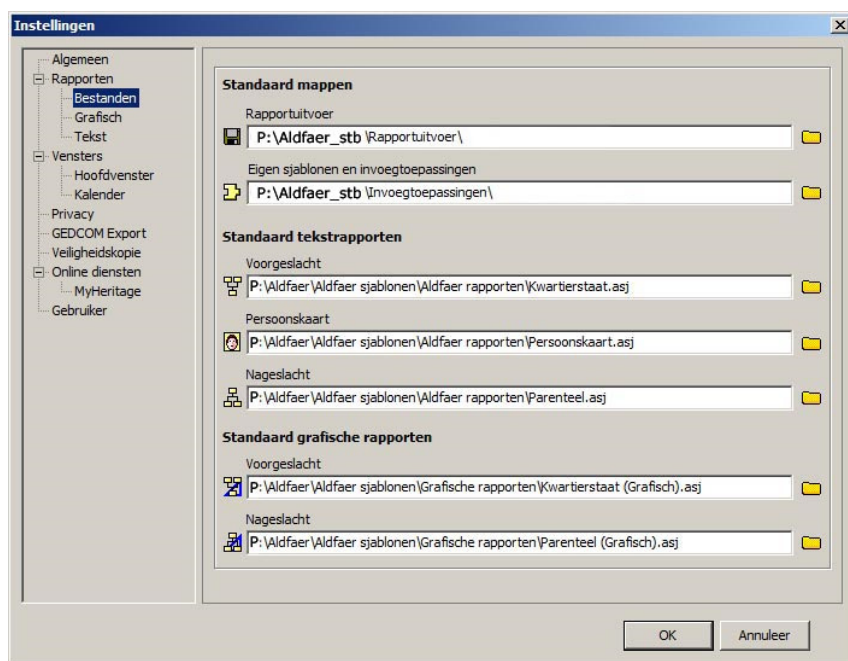 Instellingen
Algemeen
Rapporten
Bestanden
Grafisch
Tekst
Vensters
Hoofdvenster
Kalender
Privacy
GEDCOM Export
Veiligheidskopie
Online diensten
MyHeritage
Gebruiker
Standaard mappen
Rapportuitvoer
P:\Aldfaer_stb \Rapportuitvoer\
Eigen sjablonen en invoegtoepassingen
P:\Aldfaer_stb \Invoegtoepassingen\
Standaard tekstrapporten
Voorgeslacht
P:\Aldfaer\Aldfaer sjablonen\Aldfaer rapporten\Kwartierstaat.asj
Persoonskaart
P:\Aldfaer\Aldfaer sjablonen\Aldfaer rapporten\Persoonskaart.asj
Nageslacht
P:\Aldfaer\Aldfaer sjablonen\Aldfaer rapporten\Parenteel.asj
Standaard grafische rapporten
Voorgeslacht
P:\Aldfaer\Aldfaer sjablonen\Grafische rapporten\Kwartierstaat (Grafisch).asj
Nageslacht
P:\Aldfaer\Aldfaer sjablonen\Grafische rapporten\Parenteel (Grafisch).asj
OK
Annuleer